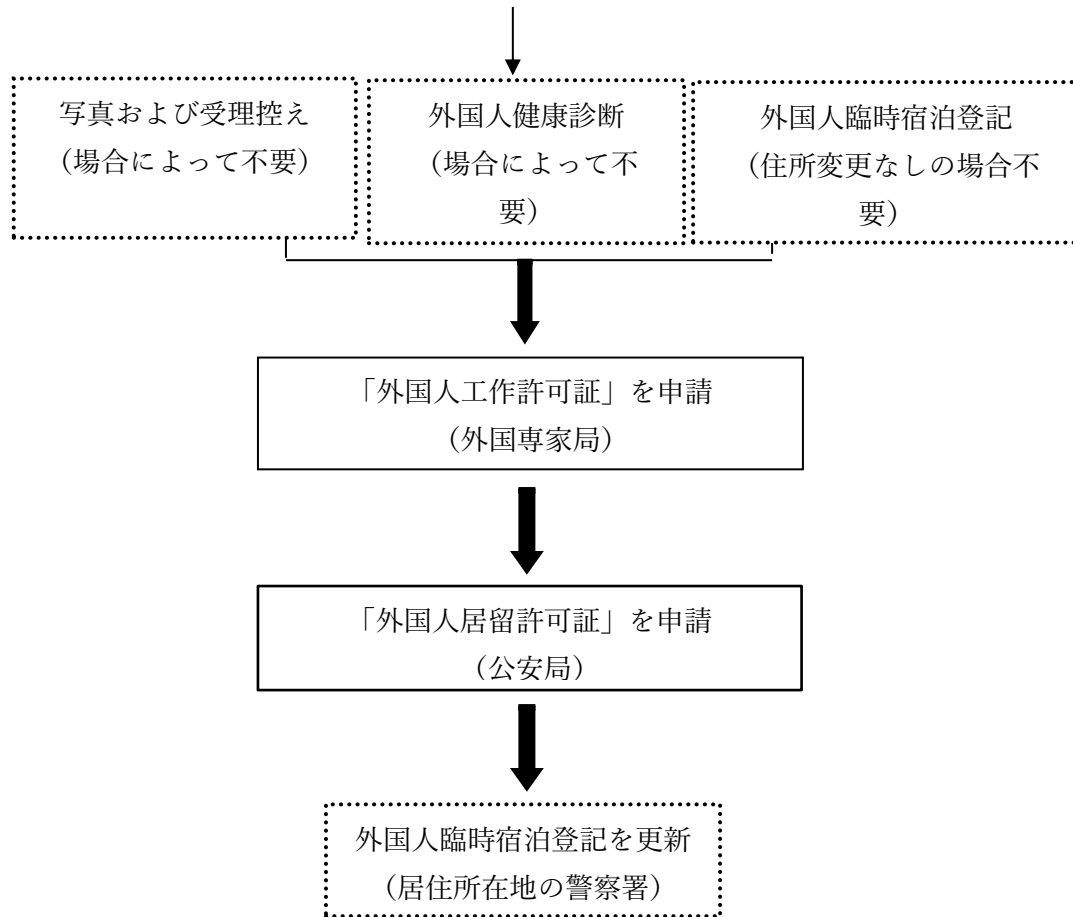 写真および受理控え
（場合によって不要）
外国人健康診断
（場合によって不
要）
外国人臨時宿泊登記
（住所変更なしの場合不
要）
「外国人工作許可証」を申請
（外国専家局）
「外国人居留許可証」を申請
（公安局）
外国人臨時宿泊登記を更新
（居住所在地の警察署）